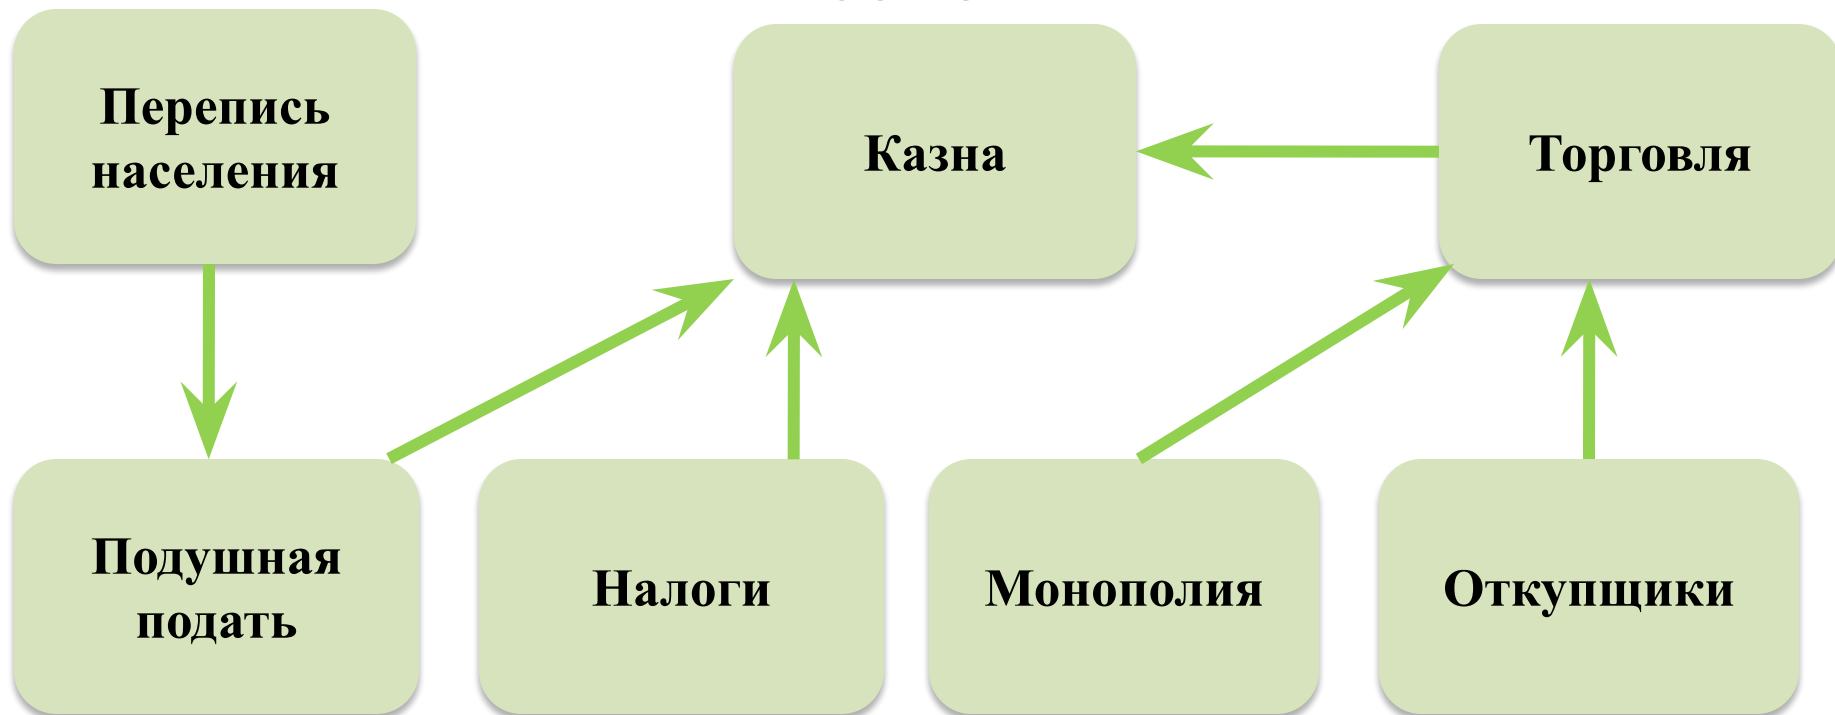 Перепись
населения
Казна
Торговля
Подушная
подать
Налоги
Монополия
Откупщики